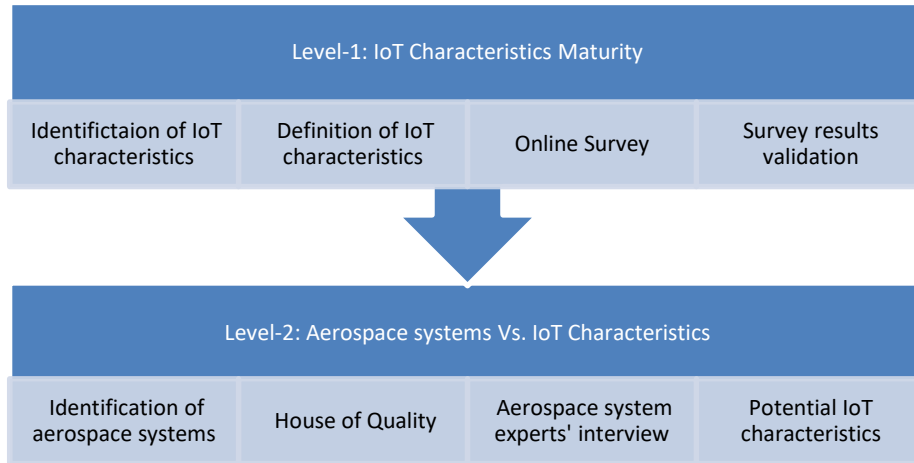 Level-1: IoT Characteristics Maturity
Identifictaion of IoT
characteristics
Definition of IoT
characteristics
Online Survey
Survey results
validation
Level-2: Aerospace systems Vs. IoT Characteristics
Identification of
aerospace systems
House of Quality
Aerospace system
experts' interview
Potential IoT
characteristics